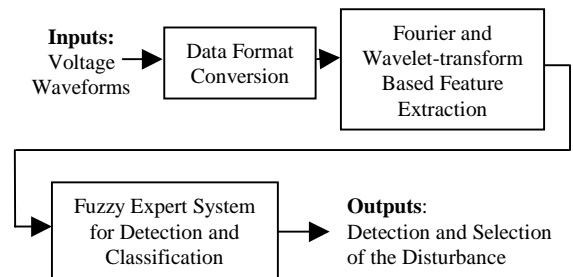 Inputs:
Voltage
Waveforms
Data Format
Conversion
Fourier and
Wavelet-transform
Based Feature
Extraction
Fuzzy Expert System
for Detection and
Classification
Outputs:
Detection and Selection
of the Disturbance